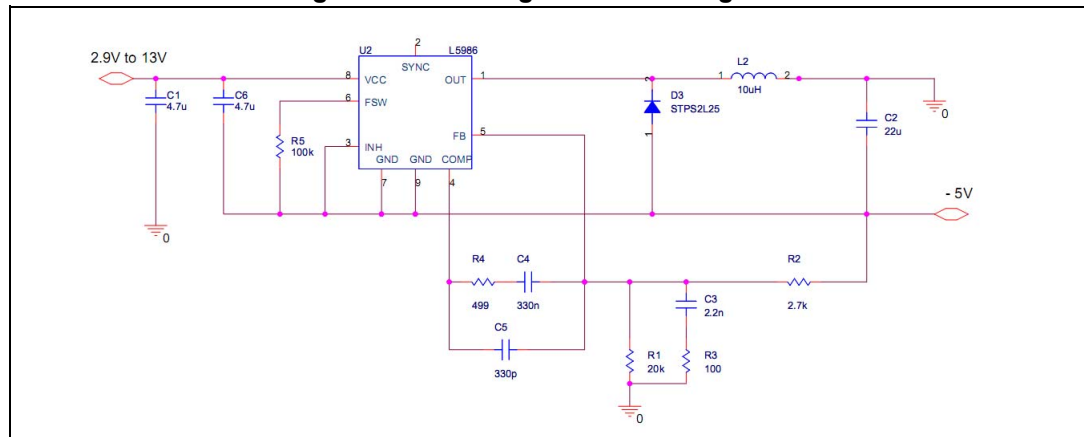 2.9V to 13V
C1
4.7u
C6
4.7u
0
R5
100k
U2
L5986
2
SYNC
8
VCC
OUT
1
6
FSW
FB
5
3
INH
GND
GND
COMP
7
9
4
2
D3
STPS2L25
1
L2
1
2
10uH
0
C2
22u
- 5V
R4
499
C4
330n
C5
330p
C3
2.2n
R2
2.7k
R1
20k
R3
100
0